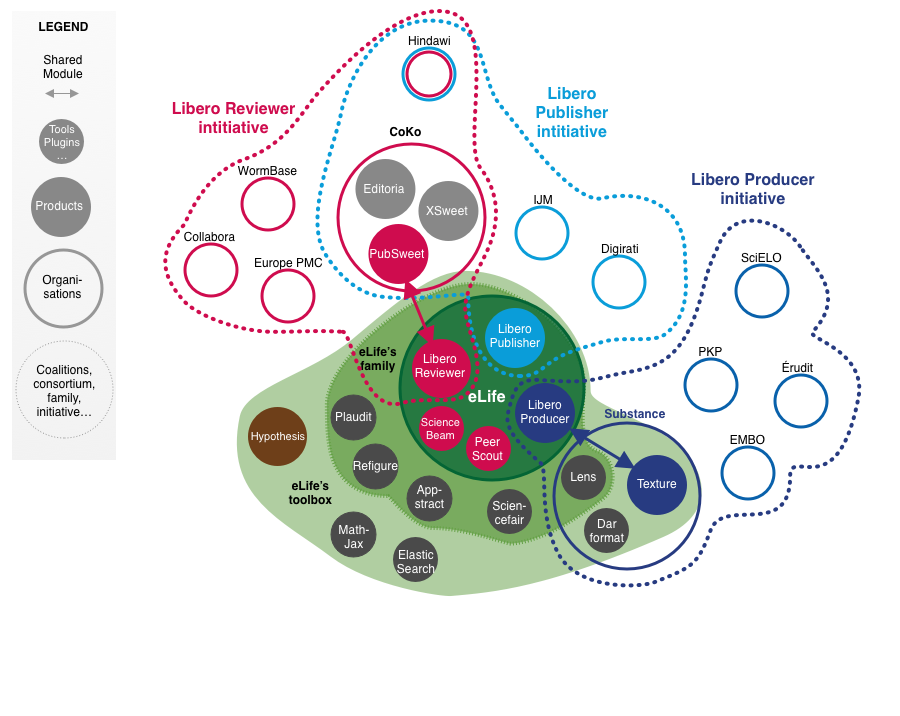 LEGEND
Shared
Module
Tools
Plugins
...
Products
Organi-
sations
Coalitions,
consortium,
family,
initiative...
Hindawi
Libero Reviewer
intitiative
Libero
Publisher
intitiative
CoKo
Editoria
XSweet
PubSweet
WormBase
Collabora
Europe PMC
IJM
Digirati
Libero Producer
initiative
SciELO
PKP
Érudit
EMBO
eLife's
family
Libero
Publisher
Libero
Reviewer
eLife
Libero
Producer
Science
Beam
Peer
Scout
Substance
Texture
Lens
Dar
format
Plaudit
Hypothesis
Refigure
eLife's
toolbox
App-
stract
Scien-
cefair
Math-
Jax
Elastic
Search